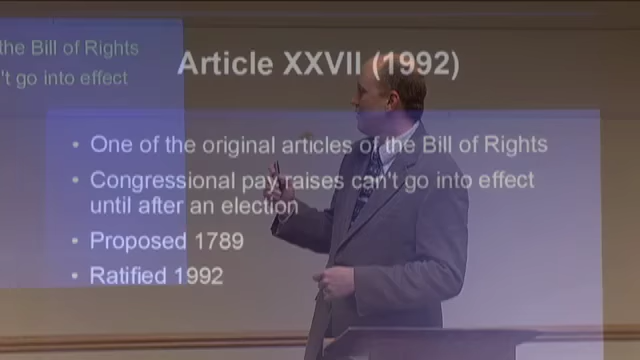 the Bill of Rights
't go into effect
Article XXVII (1992)
• One of the original articles of the Bill of Rights
• Congressional pay raises can't go into effect
until after an election
• Proposed 1789
• Ratified 1992